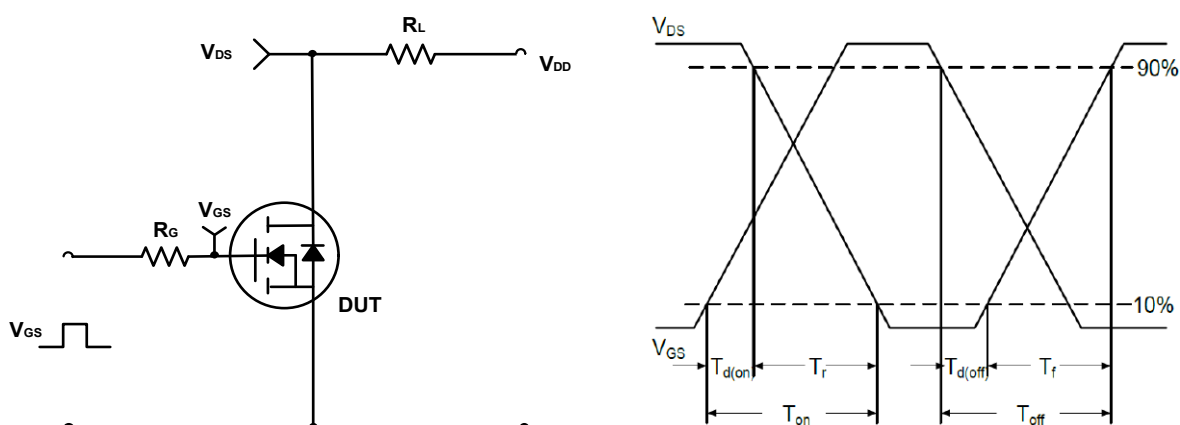 RL
VDS
VDD
VGS
RG
DUT
VGS
VDS
90%
10%
VGS
Td(on)
Tr
Td(off)
Tf
Ton
Toff